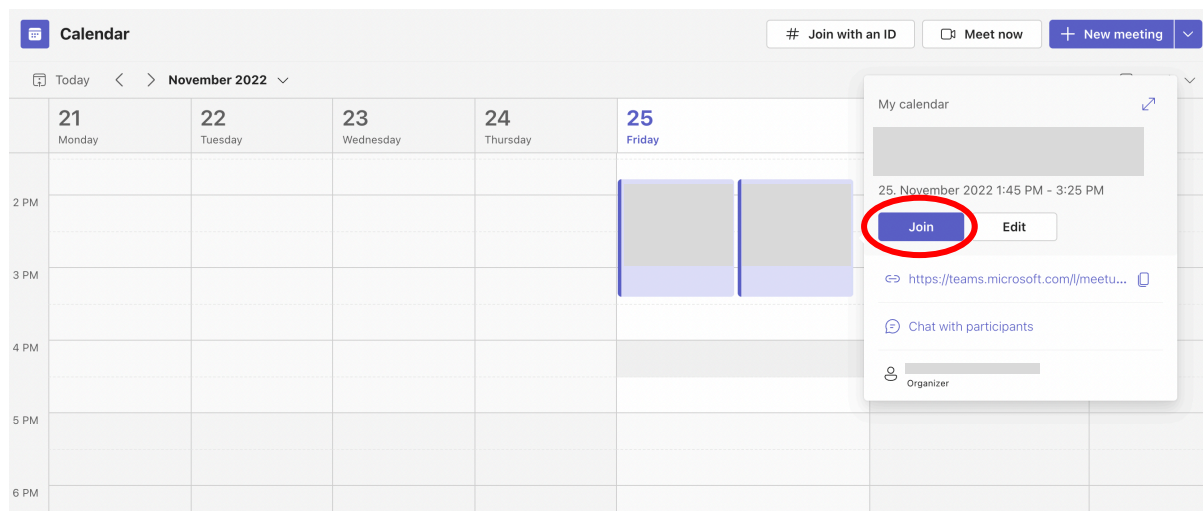 Calendar
# Join with an ID
Meet now
+ New meeting
Today
November 2022
21
Monday
22
Tuesday
23
Wednesday
24
Thursday
25
Friday
2 PM
3 PM
4 PM
5 PM
6 PM
My calendar
25. November 2022 1:45 PM - 3:25 PM
Join
Edit
https://teams.microsoft.com/l/meetu...
Chat with participants
Organizer